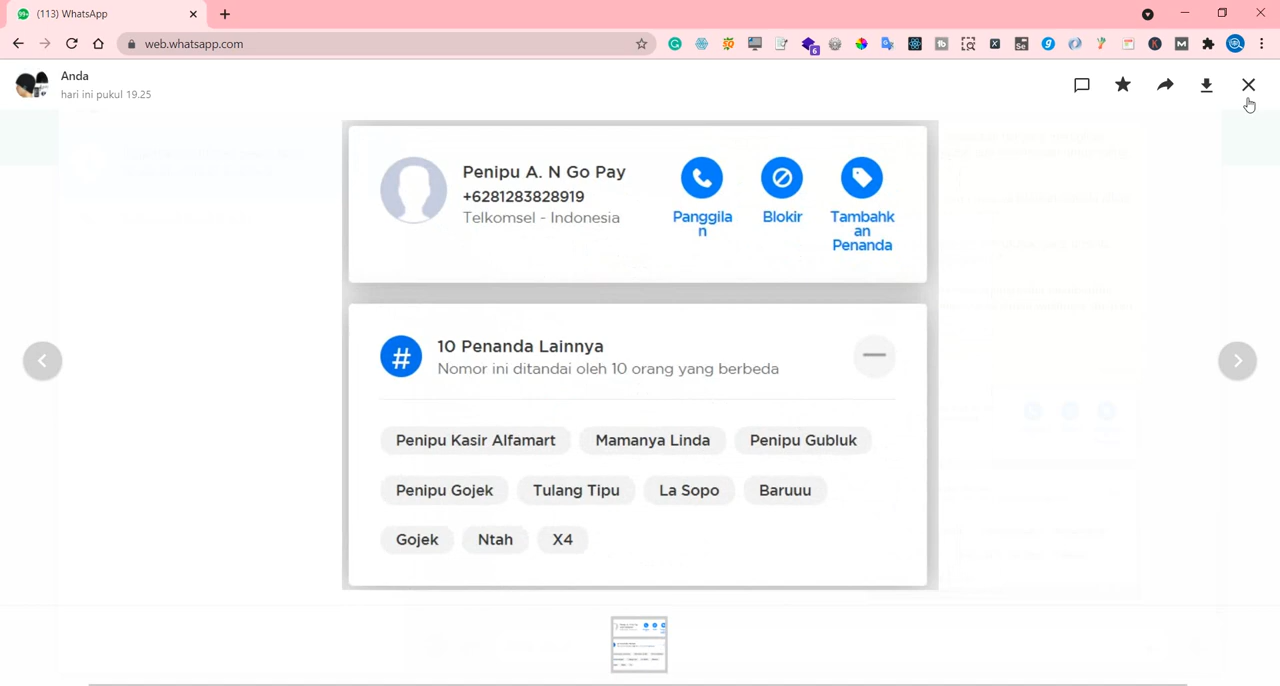 (113) WhatsApp
web.whatsapp.com
Anda
hari ini pukul 19.25
Penipu A. N Go Pay
+6281283828919
Telkomsel - Indonesia
Panggila
n
Blokir
Tambahk
an
Penanda
# 10 Penanda Lainnya
Nomor ini ditandai oleh 10 orang yang berbeda
Penipu Kasir Alfamart Mamanya Linda Penipu Gubluk
Penipu Gojek Tulang Tipu La Sopo Baruuu
Gojek Ntah X4